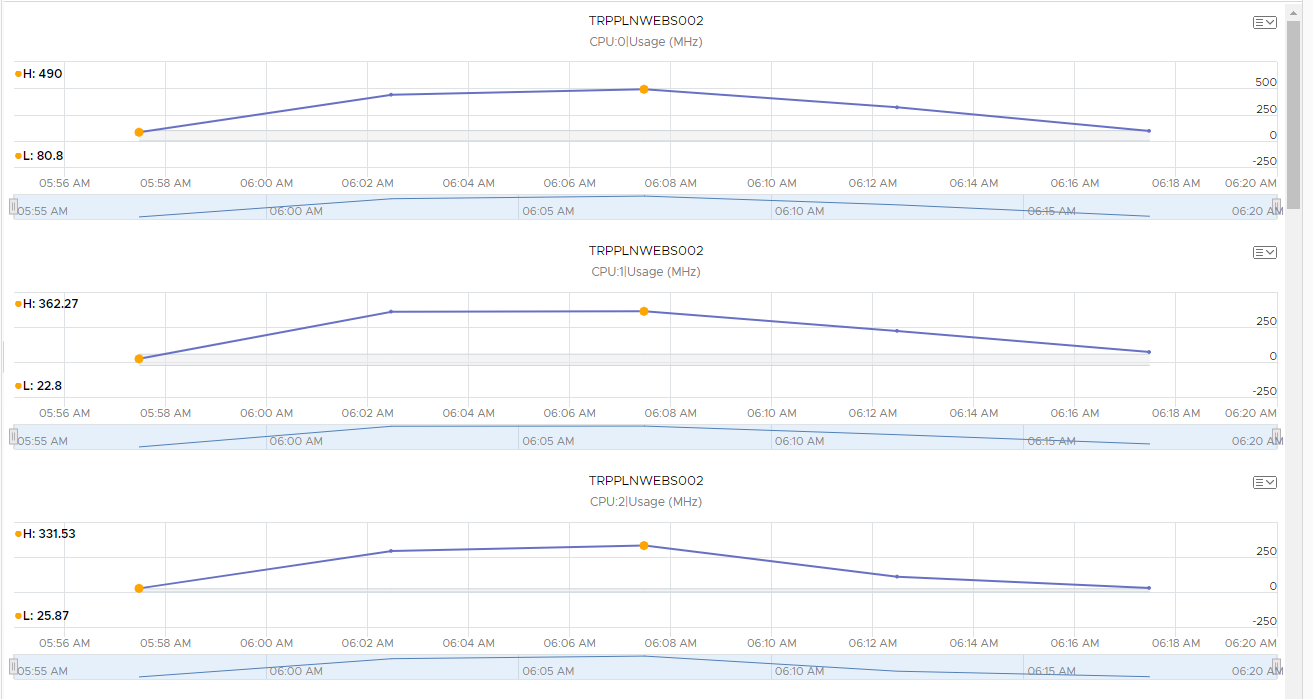 TRPPLNWEBS002
CPU:0|Usage (MHz)
H: 490
500
250
0
L: 80.8
-250
05:56 AM 05:58 AM 06:00 AM 06:02 AM 06:04 AM 06:06 AM 06:08 AM 06:10 AM 06:12 AM 06:14 AM 06:16 AM 06:18 AM 06:20 AM
05:55 AM 06:00 AM 06:05 AM 06:10 AM 06:15 AM 06:20 AM
TRPPLNWEBS002
CPU:1|Usage (MHz)
H: 362.27
250
0
L: 22.8
-250
05:56 AM 05:58 AM 06:00 AM 06:02 AM 06:04 AM 06:06 AM 06:08 AM 06:10 AM 06:12 AM 06:14 AM 06:16 AM 06:18 AM 06:20 AM
05:55 AM 06:00 AM 06:05 AM 06:10 AM 06:15 AM 06:20 AM
TRPPLNWEBS002
CPU:2|Usage (MHz)
H: 331.53
250
0
L: 25.87
-250
05:56 AM 05:58 AM 06:00 AM 06:02 AM 06:04 AM 06:06 AM 06:08 AM 06:10 AM 06:12 AM 06:14 AM 06:16 AM 06:18 AM 06:20 AM
05:55 AM 06:00 AM 06:05 AM 06:10 AM 06:15 AM 06:20 AM